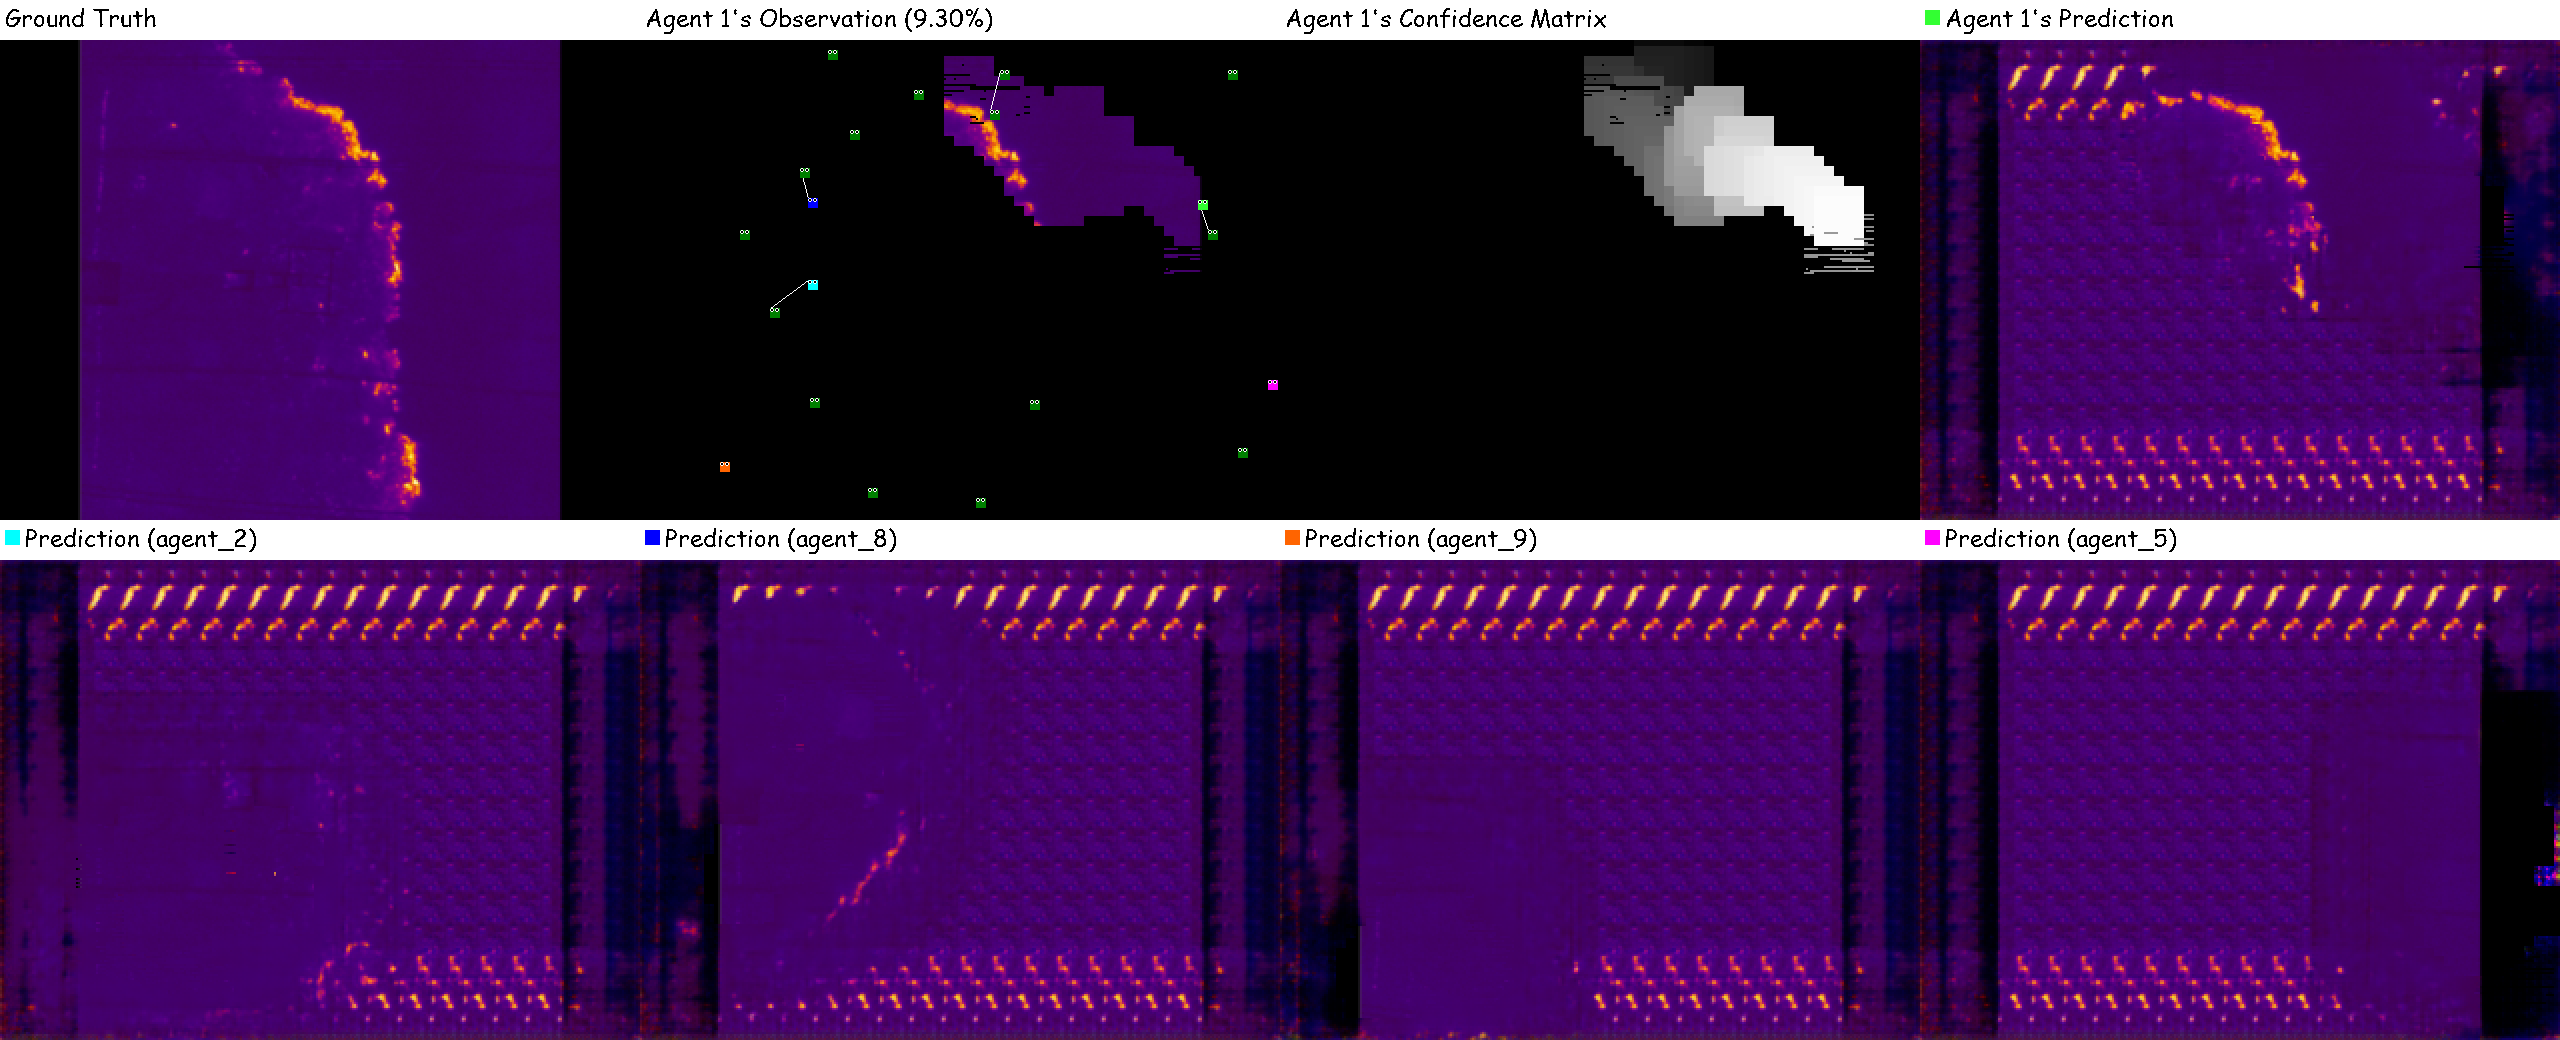 Ground Truth
Agent 1's Observation (9.30%)
Agent 1's Confidence Matrix
Agent 1's Prediction
Prediction (agent_2)
Prediction (agent_8)
Prediction (agent_9)
Prediction (agent_5)